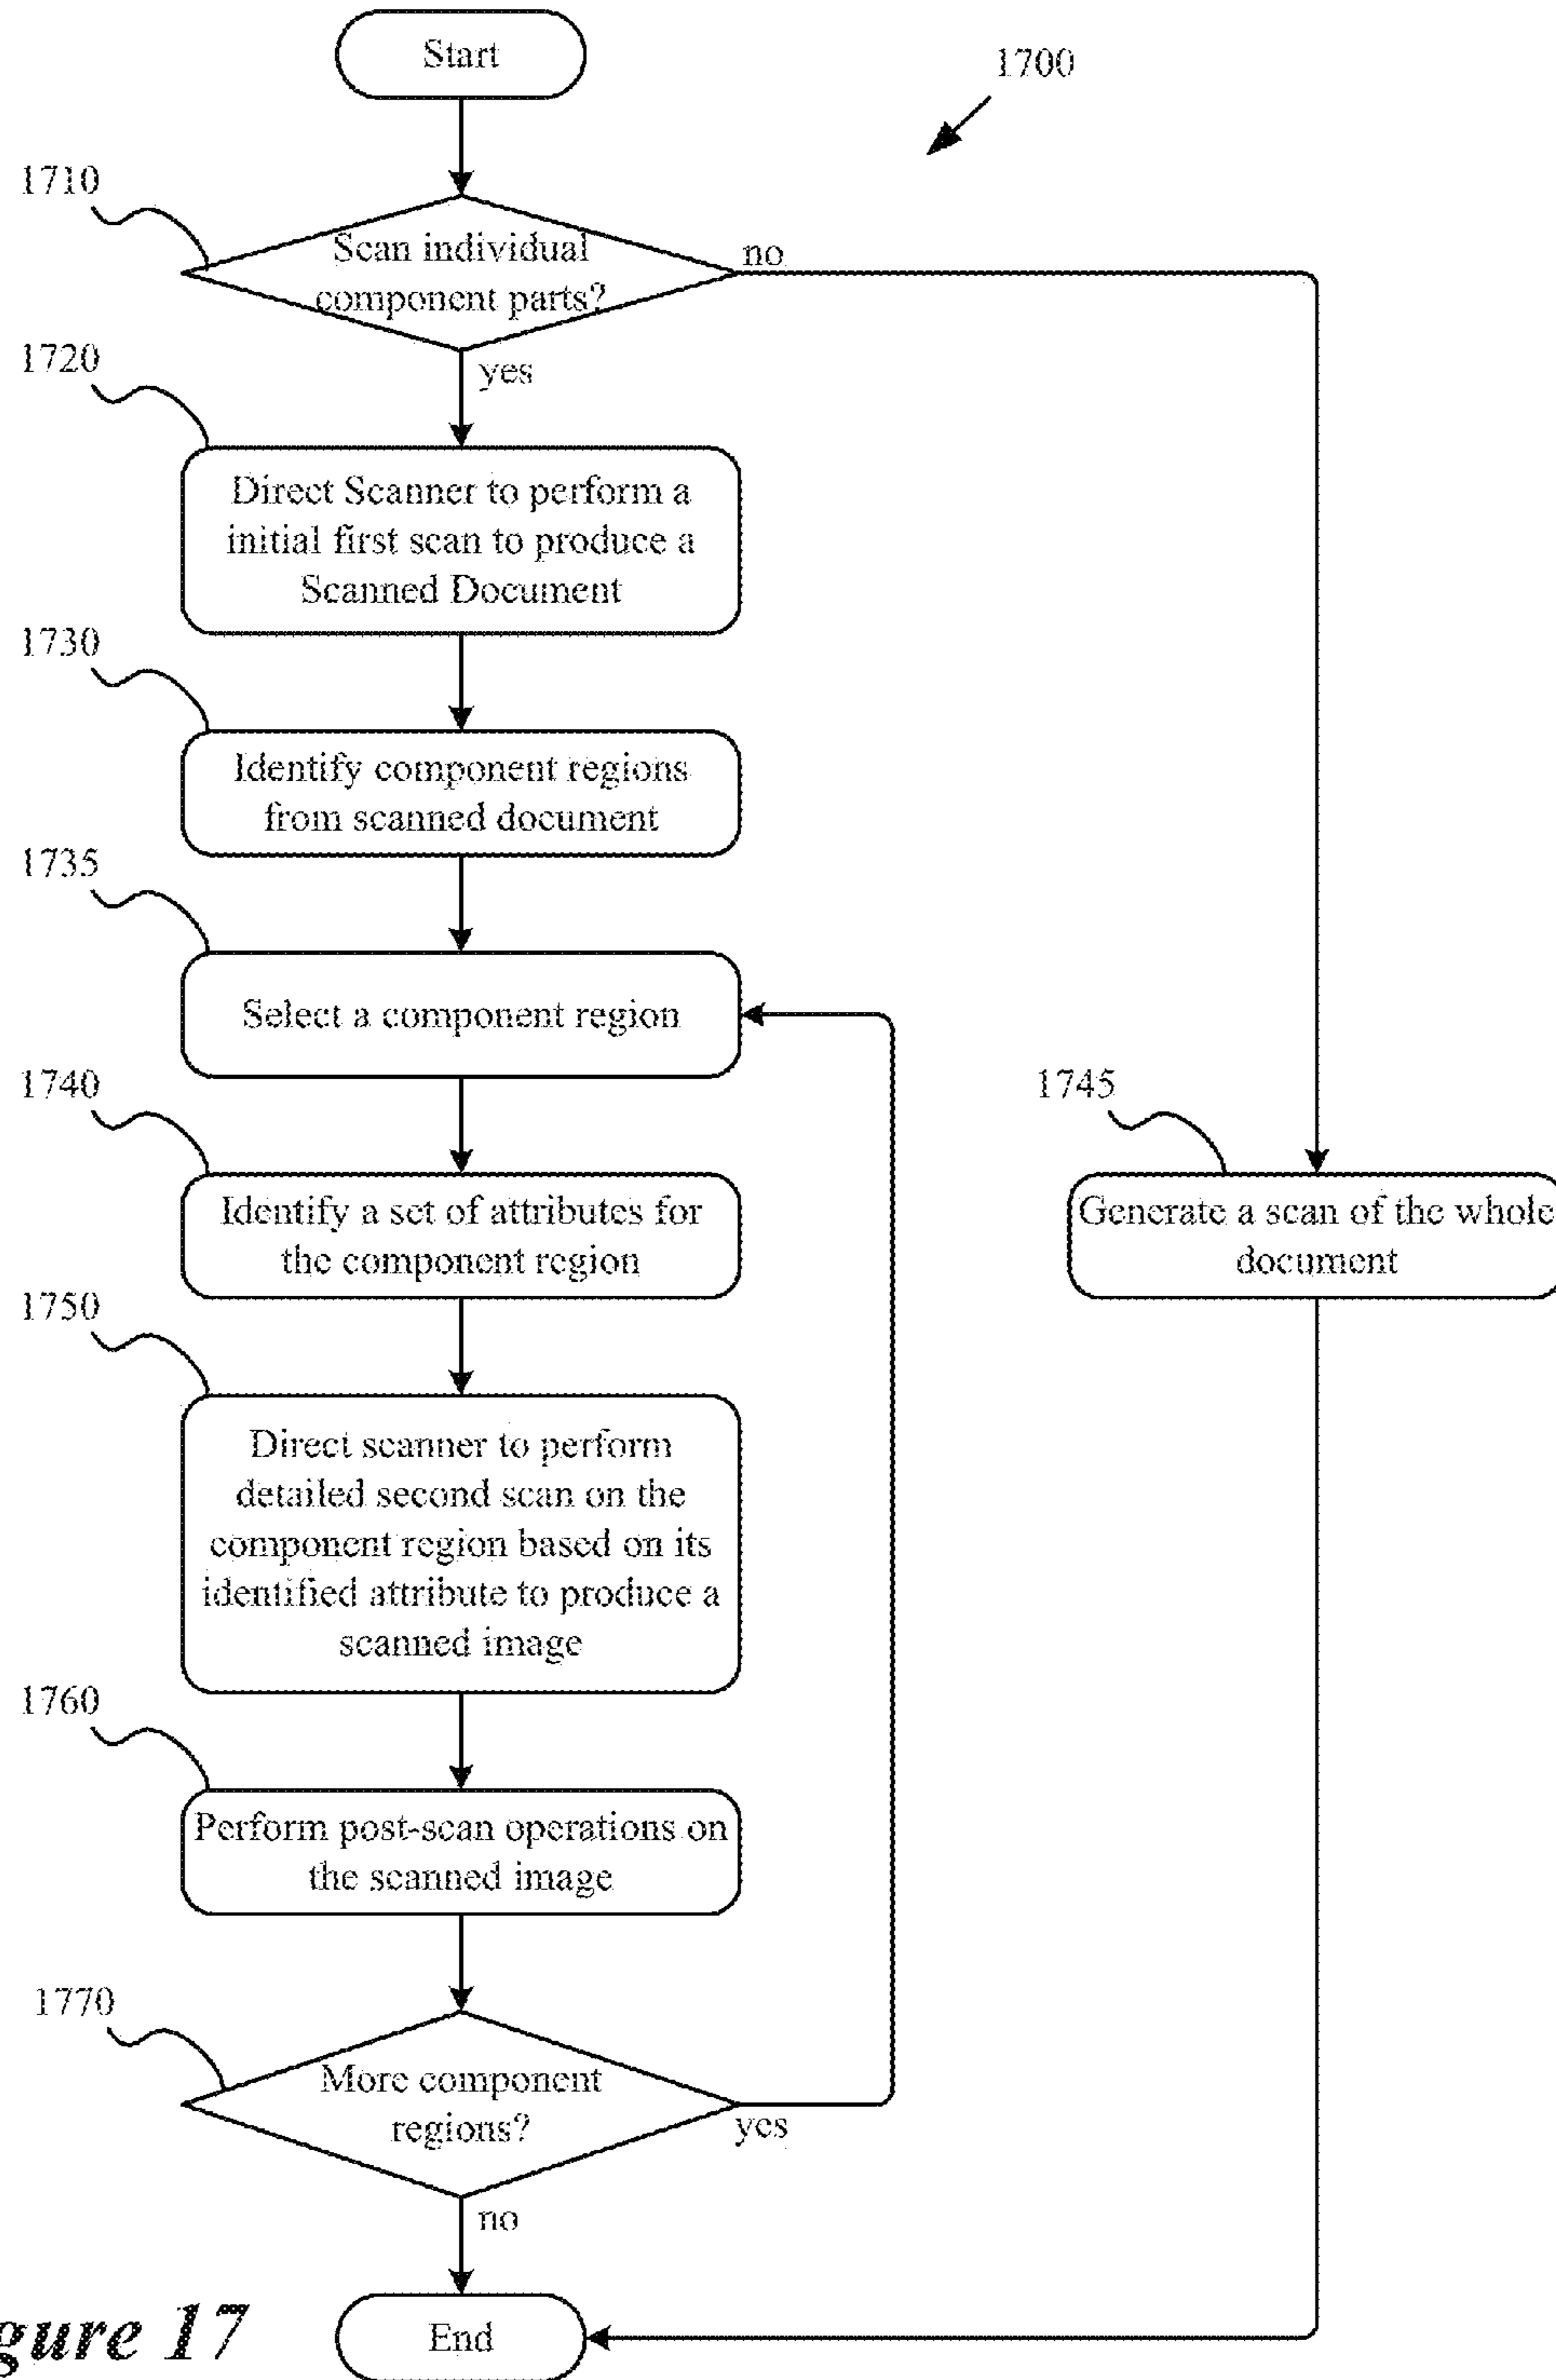 Start
1700
1710
Scan individual
component parts?
no
yes
1720
Direct Scanner to perform a
initial first scan to produce a
Scanned Document
1730
Identify component regions
from scanned document
1735
Select a component region
1740
Identify a set of attributes for
the component region
1745
Generate a scan of the whole
document
1750
Direct scanner to perform
detailed second scan on the
component region based on its
identified attribute to produce a
scanned image
1760
Perform post-scan operations on
the scanned image
1770
More component
regions?
yes
no
End
gure 17